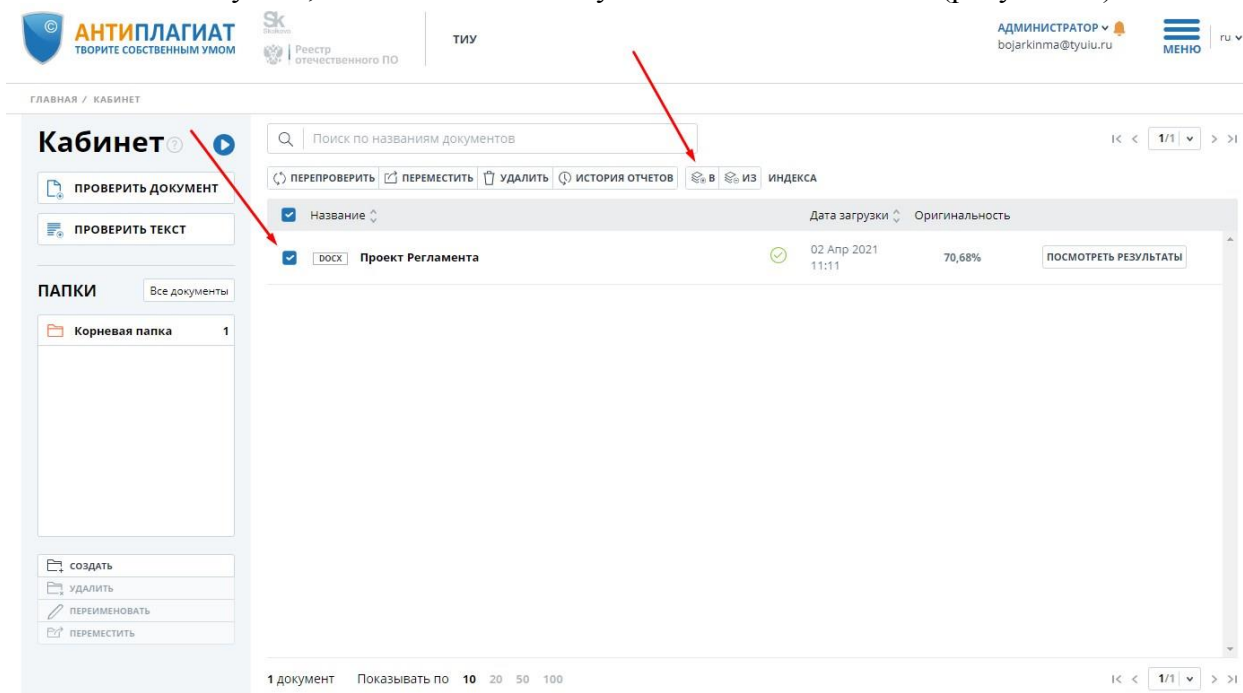 ©
АНТИПЛАГИАТ
ТВОРИТЕ СОБСТВЕННЫМ УМОМ
Sk
Реестр
отечественного ПО
ТИУ
АДМИНИСТРАТОР
bojarkinma@tyuiu.ru
МЕНЮ
ru
ГЛАВНАЯ / КАБИНЕТ
Кабинет ?
ПРОВЕРИТЬ ДОКУМЕНТ
ПРОВЕРИТЬ ТЕКСТ
ПАПКИ Все документы
Корневая папка 1
СОЗДАТЬ
УДАЛИТЬ
ПЕРЕИМЕНОВАТЬ
ПЕРЕМЕСТИТЬ
Поиск по названиям документов
|< < 1/1 > >|
ПЕРЕПРОВЕРИТЬ ПЕРЕМЕСТИТЬ УДАЛИТЬ ИСТОРИЯ ОТЧЕТОВ В ИЗ ИНДЕКСА
Название Дата загрузки Оригинальность
DOCX Проект Регламента 02 Апр 2021 11:11 70,68% ПОСМОТРЕТЬ РЕЗУЛЬТАТЫ
1 документ Показывать по 10 20 50 100
|< < 1/1 > >|